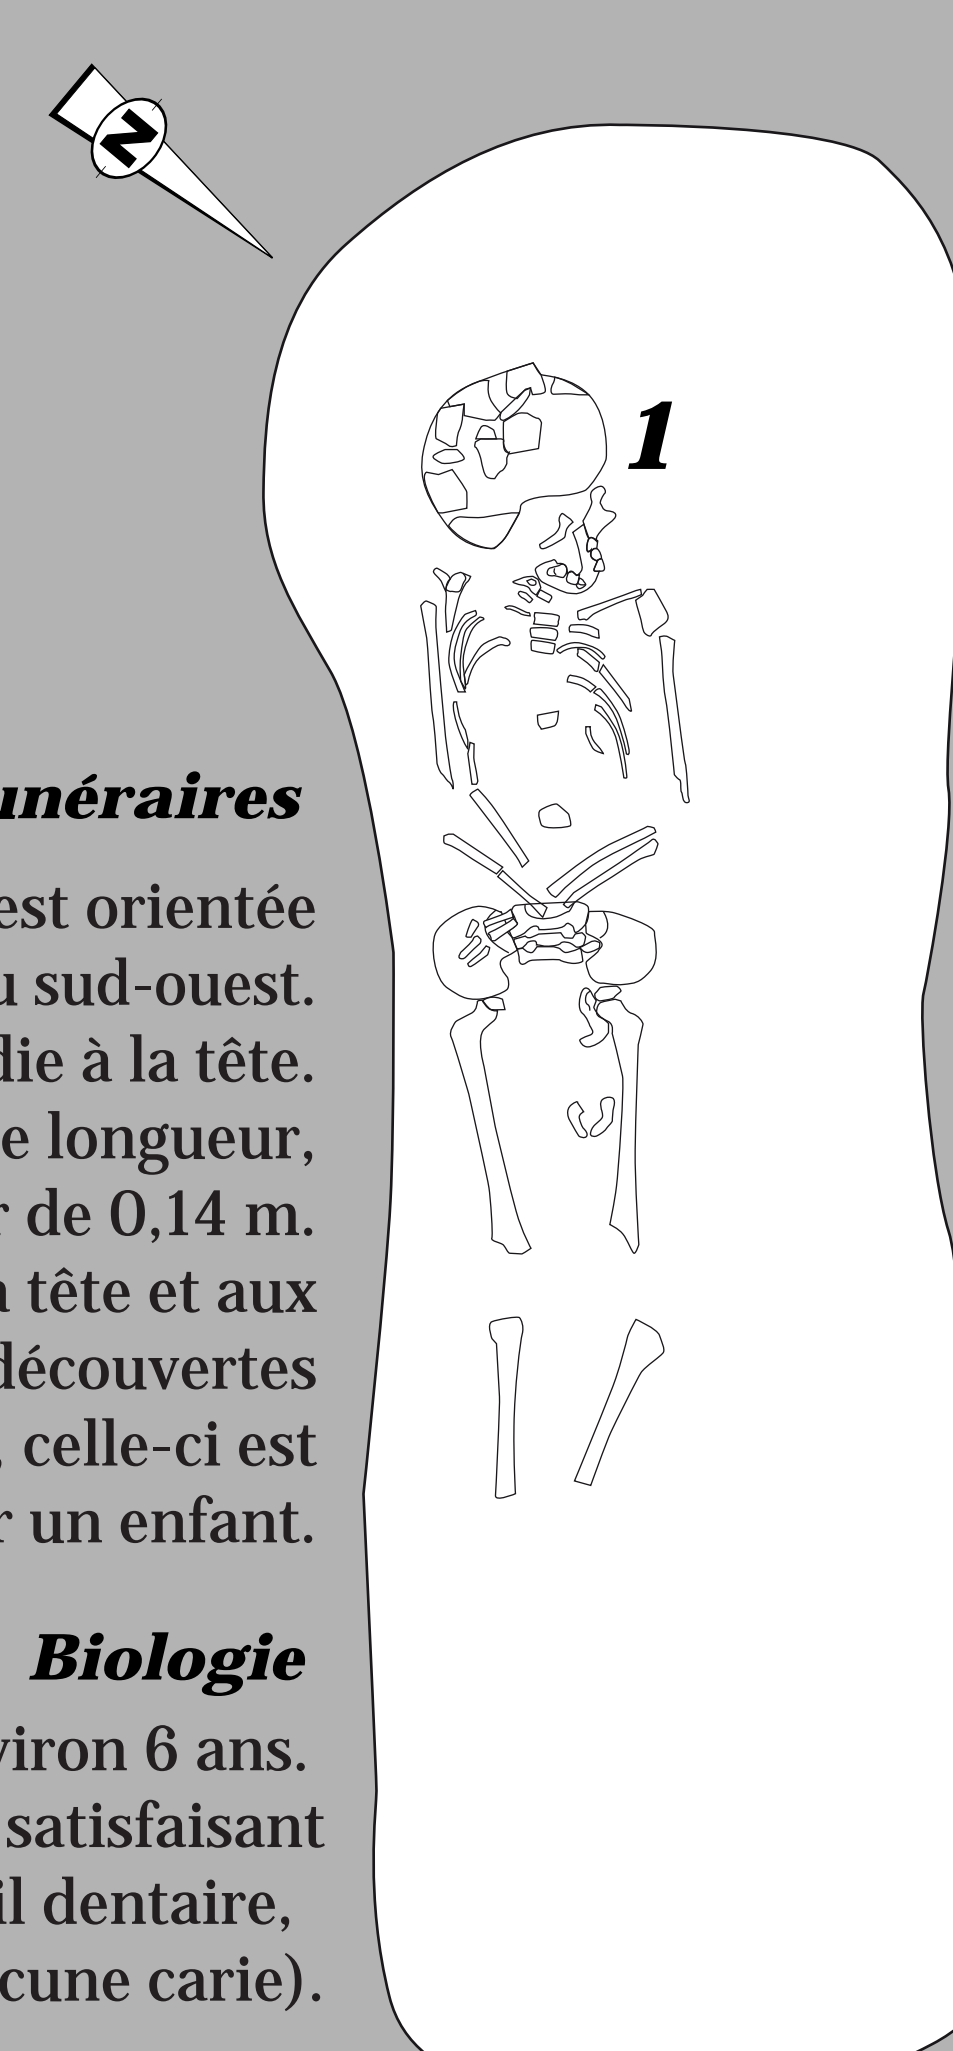 N
1
unéraires
est orientée
u sud-ouest.
die à la tête.
e longueur,
r de 0,14 m.
a tête et aux
découvertes
, celle-ci est
r un enfant.
Biologie
viron 6 ans.
satisfaisant
il dentaire,
cune carie).